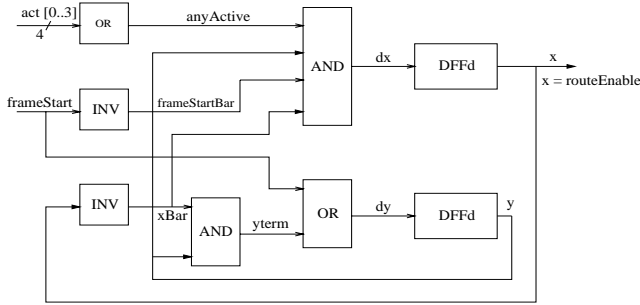 act [0..3]
4
OR
anyActive
AND
dx
DFFd
x
x = routeEnable
frameStart
INV
frameStartBar
INV
xBar
AND
yterm
OR
dy
DFFd
y